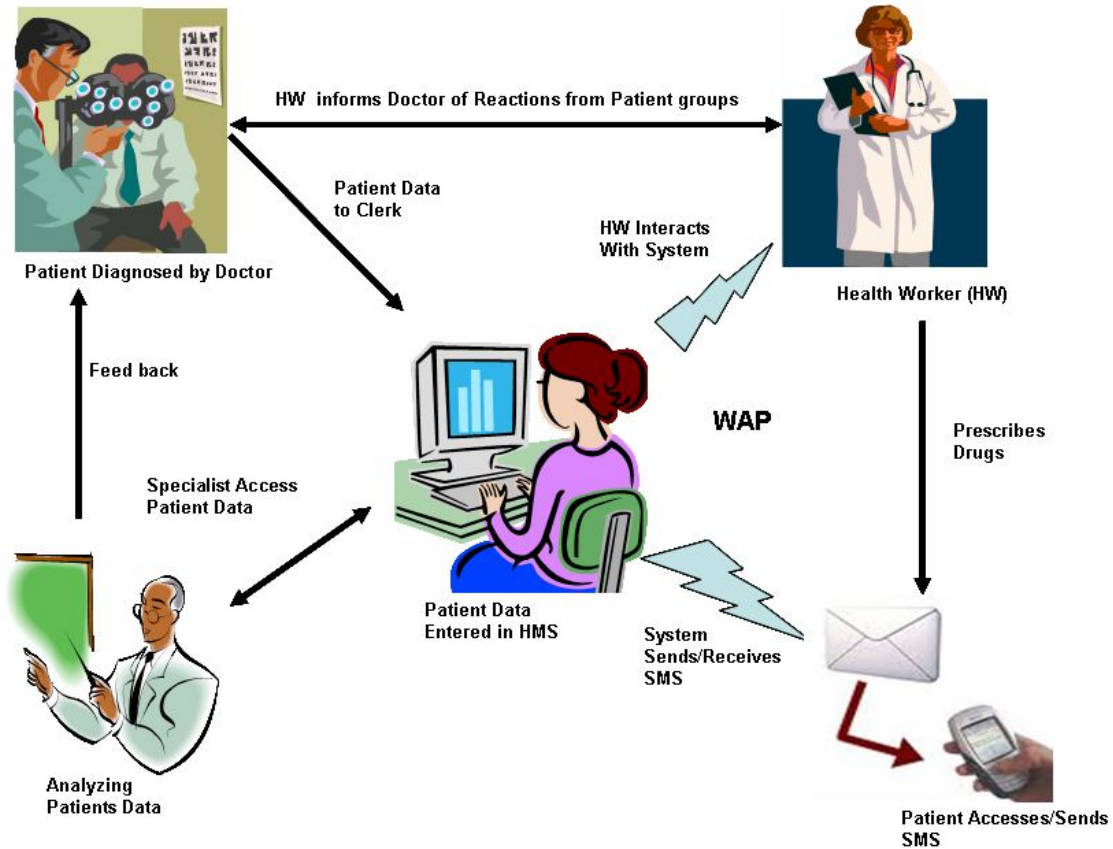 HW informs Doctor of Reactions from Patient groups
Patient Data
to Clerk
HW Interacts
With System
Patient Diagnosed by Doctor
Health Worker (HW)
Feed back
WAP
Prescribes
Drugs
Specialist Access
Patient Data
Patient Data
Entered in HMS
System
Sends/Receives
SMS
Analyzing
Patients Data
Patient Accesses/Sends
SMS